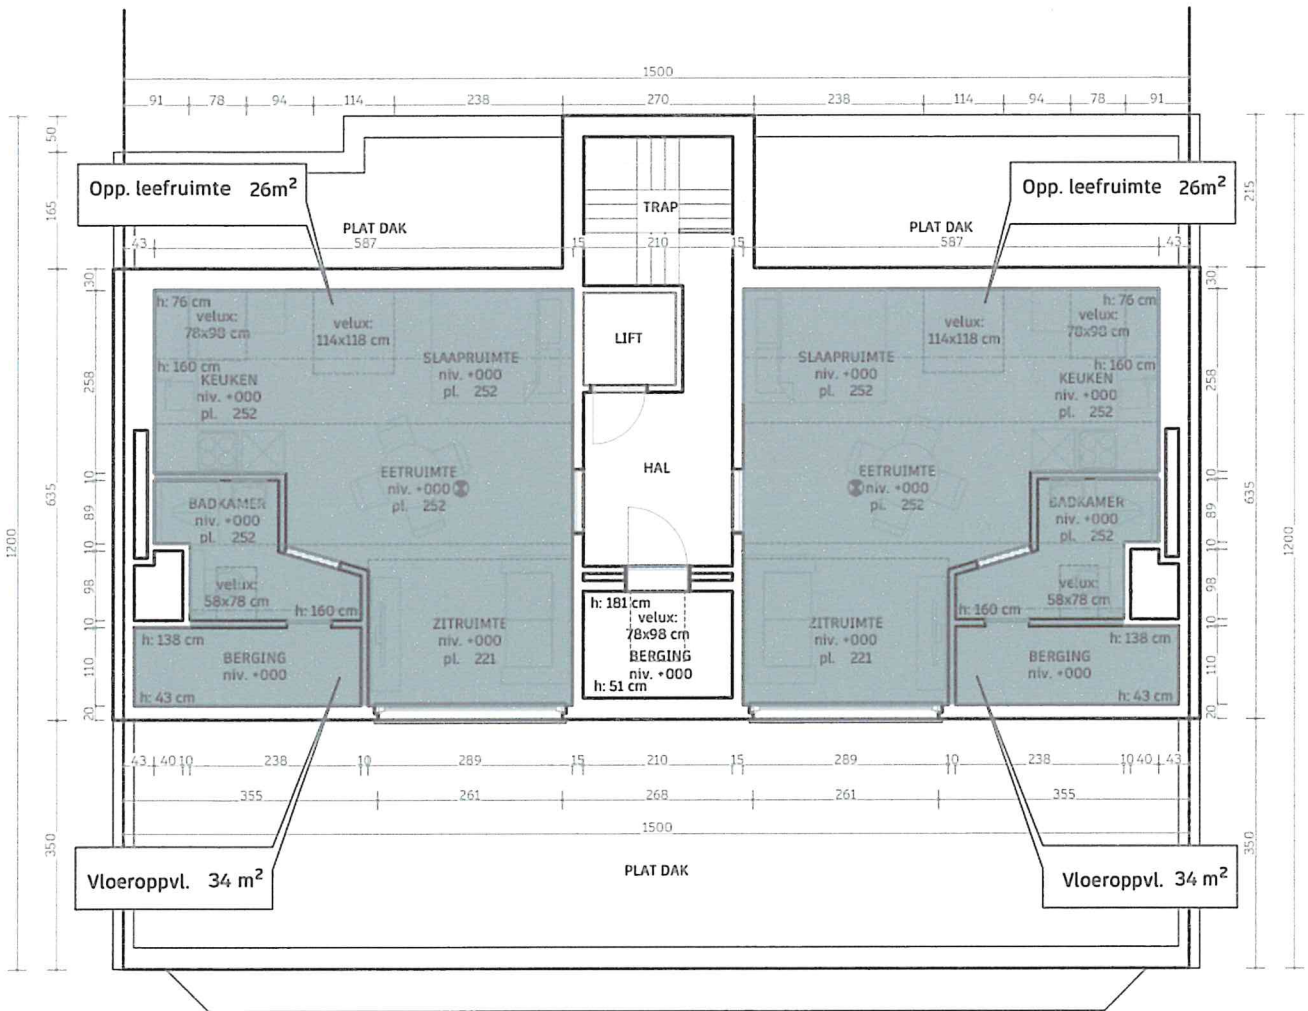 1500
91 78 94 114 238 270 238 114 94 78 91
50
165
635
350
1200
215
635
350
1200
Opp. leefruimte 26m²
Opp. leefruimte 26m²
TRAP
PLAT DAK
PLAT DAK
43 587 15 210 15 587 43
30
258
10
89
10
98
10
110
20
30
258
10
89
10
98
10
110
20
h: 76 cm
velux:
78x98 cm
velux:
114x118 cm
h: 160 cm
KEUKEN
niv. +000
pl. 252
SLAAPRUIMTE
niv. +000
pl. 252
LIFT
SLAAPRUIMTE
niv. +000
pl. 252
velux:
114x118 cm
h: 76 cm
velux:
78x98 cm
h: 160 cm
KEUKEN
niv. +000
pl. 252
EETRUIMTE
niv. +000
pl. 252
HAL
EETRUIMTE
niv. +000
pl. 252
BADKAMER
niv. +000
pl. 252
BADKAMER
niv. +000
pl. 252
velux:
58x78 cm
h: 160 cm
velux:
58x78 cm
h: 160 cm
ZITRUIMTE
niv. +000
pl. 221
h: 181 cm
velux:
78x98 cm
BERGING
niv. +000
h: 51 cm
ZITRUIMTE
niv. +000
pl. 221
h: 138 cm
BERGING
niv. +000
h: 43 cm
h: 138 cm
BERGING
niv. +000
h: 43 cm
43 40 10 238 10 289 15 210 15 289 10 238 10 40 43
355 261 268 261 355
1500
PLAT DAK
Vloeroppvl. 34 m²
Vloeroppvl. 34 m²